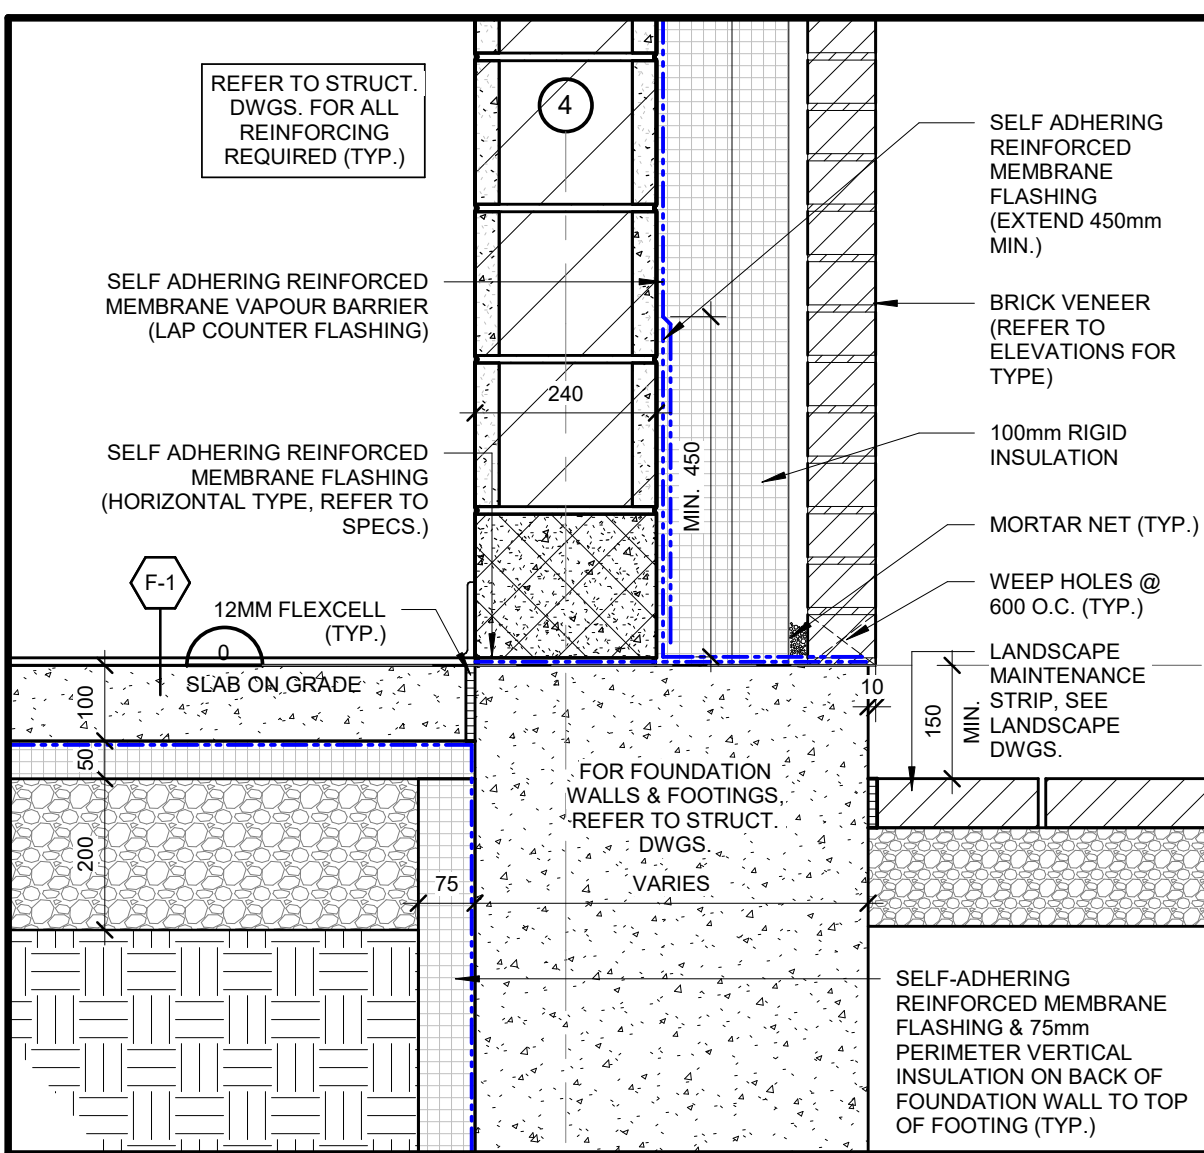 REFER TO STRUCT.
DWGS. FOR ALL
REINFORCING
REQUIRED (TYP.)
4
SELF ADHERING
REINFORCED
MEMBRANE
FLASHING
(EXTEND 450mm
MIN.)
SELF ADHERING REINFORCED
MEMBRANE VAPOUR BARRIER
(LAP COUNTER FLASHING)
BRICK VENEER
(REFER TO
ELEVATIONS FOR
TYPE)
240
MIN. 450
100mm RIGID
INSULATION
SELF ADHERING REINFORCED
MEMBRANE FLASHING
(HORIZONTAL TYPE, REFER TO
SPECS.)
MORTAR NET (TYP.)
F-1
12MM FLEXCELL
(TYP.)
WEEP HOLES @
600 O.C. (TYP.)
0
SLAB ON GRADE
LANDSCAPE
MAINTENANCE
STRIP, SEE
LANDSCAPE
DWGS.
10
150
MIN.
100
50
200
75
FOR FOUNDATION
WALLS & FOOTINGS,
REFER TO STRUCT.
DWGS.
VARIES
SELF-ADHERING
REINFORCED MEMBRANE
FLASHING & 75mm
PERIMETER VERTICAL
INSULATION ON BACK OF
FOUNDATION WALL TO TOP
OF FOOTING (TYP.)